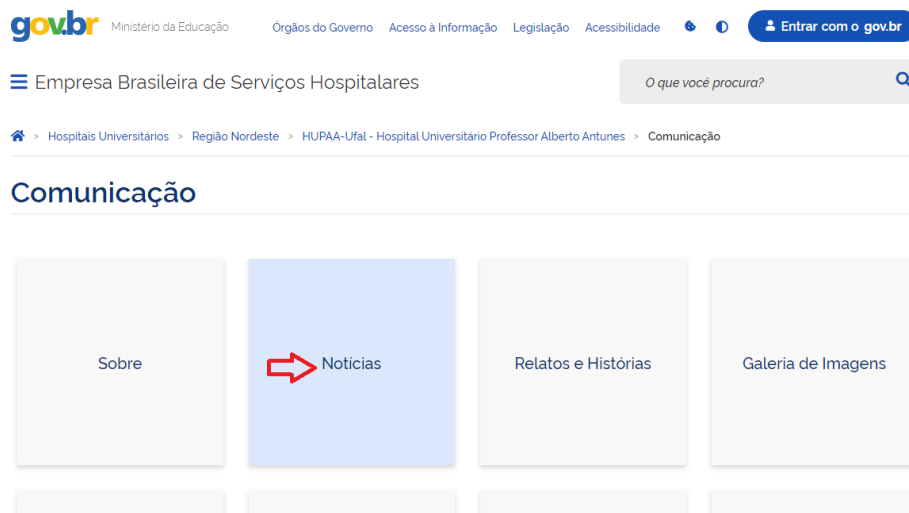 gov.br Ministério da Educação Órgãos do Governo Acesso à Informação Legislação Acessibilidade Entrar com o gov.br
Empresa Brasileira de Serviços Hospitalares O que você procura?
Hospitais Universitários > Região Nordeste > HUPAA-Ufal - Hospital Universitário Professor Alberto Antunes > Comunicação
Comunicação
Sobre Notícias Relatos e Histórias Galeria de Imagens